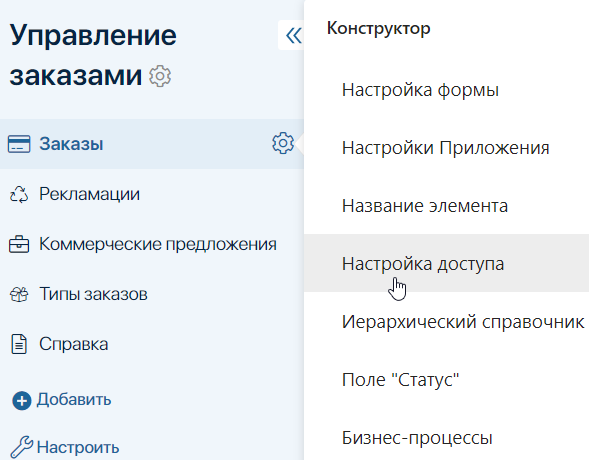 Управление
заказами
Заказы
Рекламации
Коммерческие предложения
Типы заказов
Справка
Добавить
Настроить
Конструктор
Настройка формы
Настройки Приложения
Название элемента
Настройка доступа
Иерархический справочник
Поле "Статус"
Бизнес-процессы